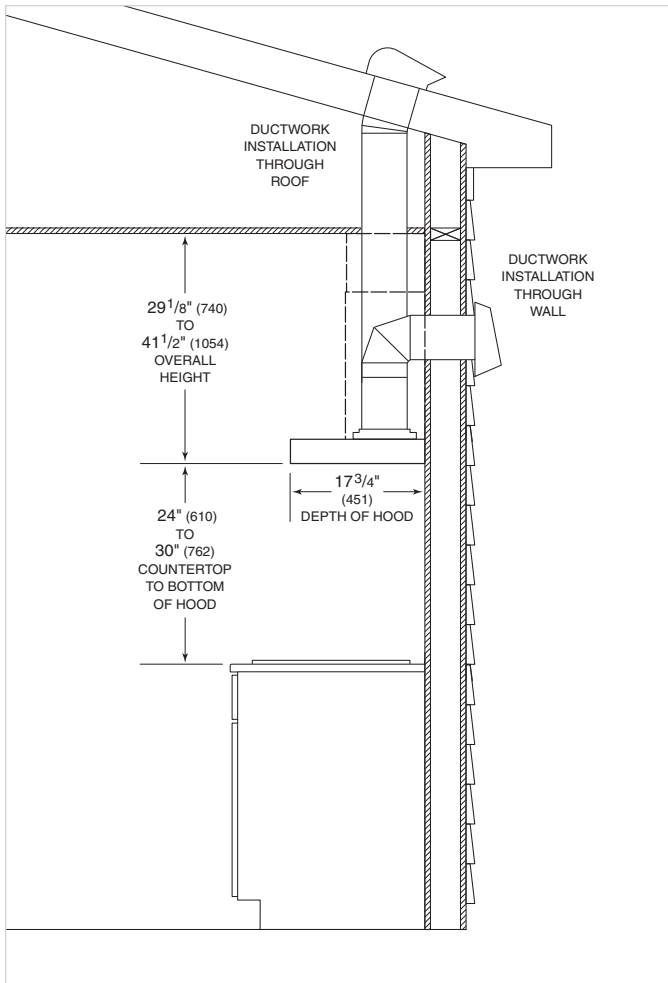 DUCTWORK
INSTALLATION
THROUGH
ROOF
DUCTWORK
INSTALLATION
THROUGH
WALL
29 1/8" (740)
TO
41 1/2" (1054)
OVERALL
HEIGHT
17 3/4"
(451)
DEPTH OF HOOD
24" (610)
TO
30" (762)
COUNTERTOP
TO BOTTOM
OF HOOD